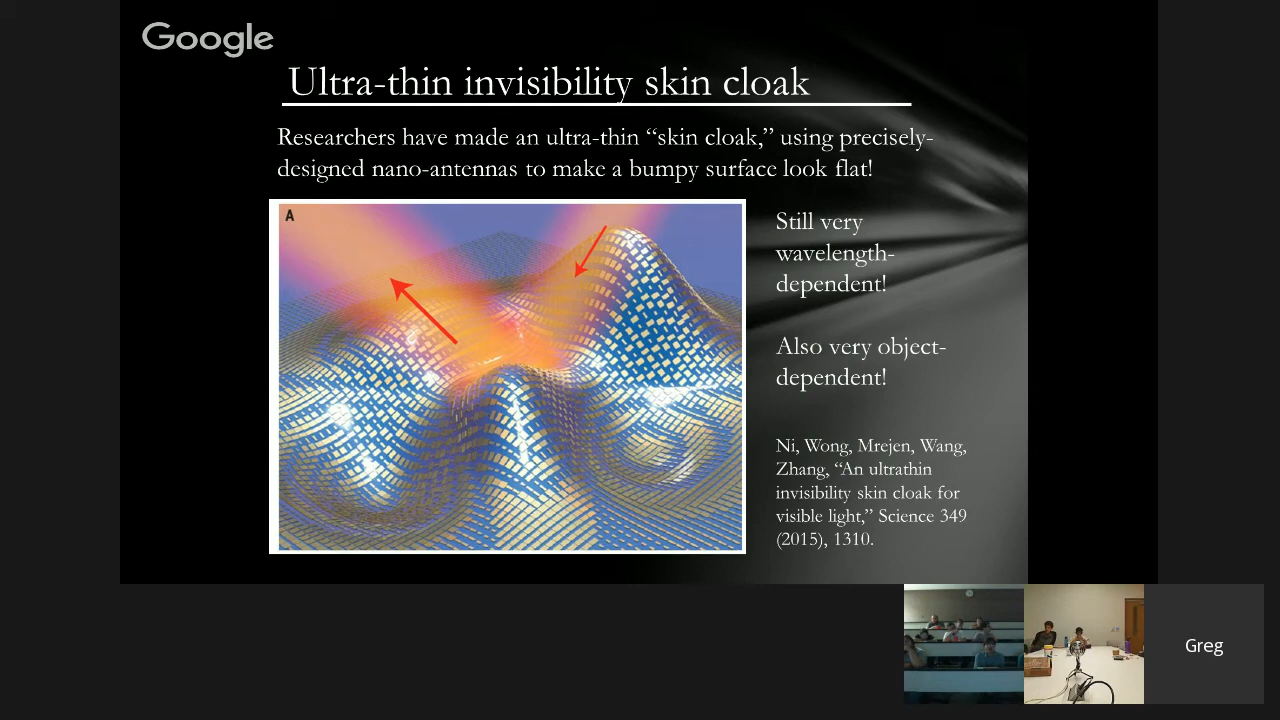 Google
Ultra-thin invisibility skin cloak
Researchers have made an ultra-thin “skin cloak,” using precisely-
designed nano-antennas to make a bumpy surface look flat!
A
Still very
wavelength-
dependent!
Also very object-
dependent!
Ni, Wong, Mrejen, Wang,
Zhang, “An ultrathin
invisibility skin cloak for
visible light,” Science 349
(2015), 1310.
Greg